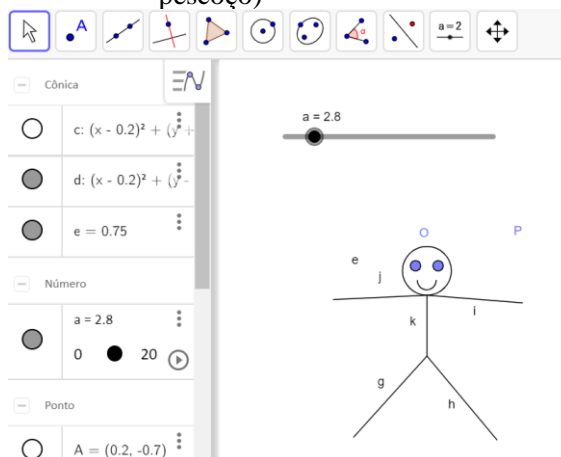 pescoço)
A
α
a=2
Cônica
c: (x - 0.2)² + (y +
d: (x - 0.2)² + (y -
e = 0.75
Número
a = 2.8
0 20
Ponto
A = (0.2, -0.7)
a = 2.8
O
P
e
j
i
k
g
h